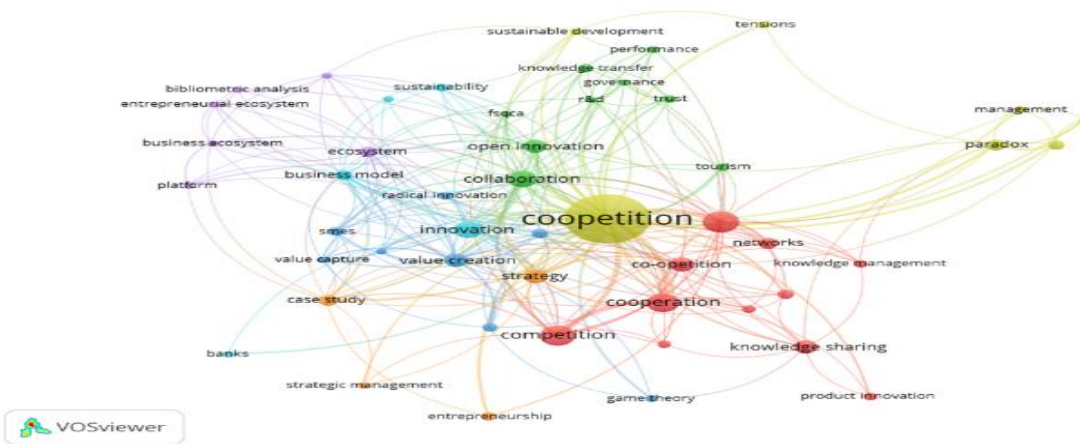 tensions
sustainable development
performance
knowledge transfer
governance
bibliometric analysis
sustainability
entrepreneurial ecosystem
r&d
trust
management
fsqca
business ecosystem
open innovation
paradox
ecosystem
tourism
business model
collaboration
platform
radical innovation
coopetition
smes
innovation
networks
value capture
value creation
co-opetition
knowledge management
strategy
case study
cooperation
competition
knowledge sharing
banks
strategic management
product innovation
game theory
entrepreneurship
VOSviewer